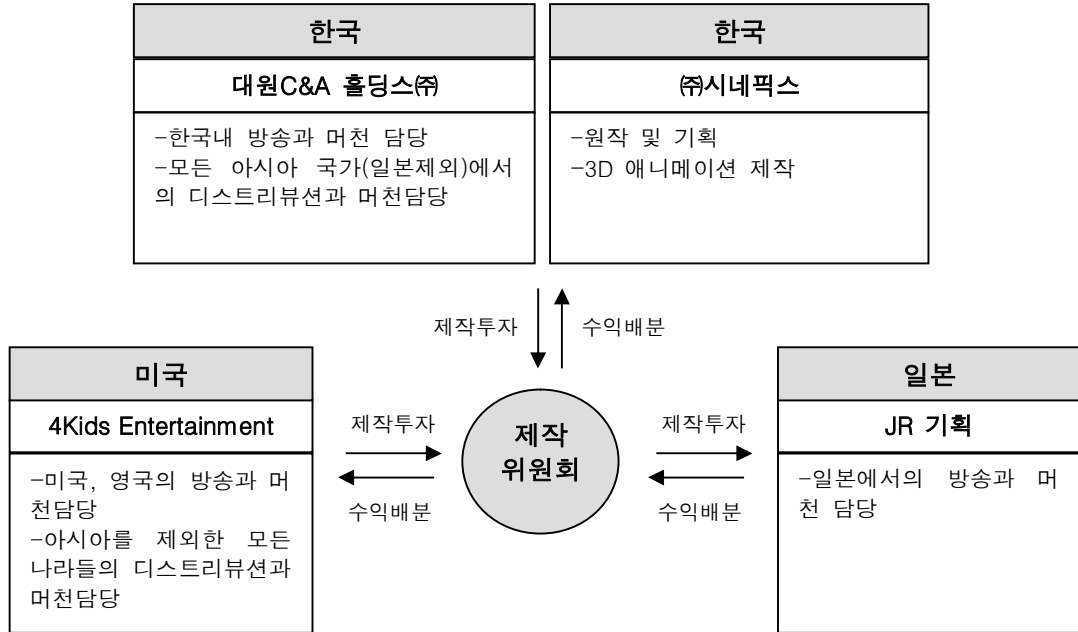 한국
대원C&A 홀딩스㈜
-한국내 방송과 머천 담당
-모든 아시아 국가(일본제외)에서
의 디스트리뷰션과 머천담당
한국
㈜시네픽스
-원작 및 기획
-3D 애니메이션 제작
제작투자
수익배분
미국
4Kids Entertainment
-미국, 영국의 방송과 머
천담당
-아시아를 제외한 모든
나라들의 디스트리뷰션과
머천담당
제작투자
수익배분
제작
위원회
제작투자
수익배분
일본
JR 기획
-일본에서의 방송과 머
천 담당